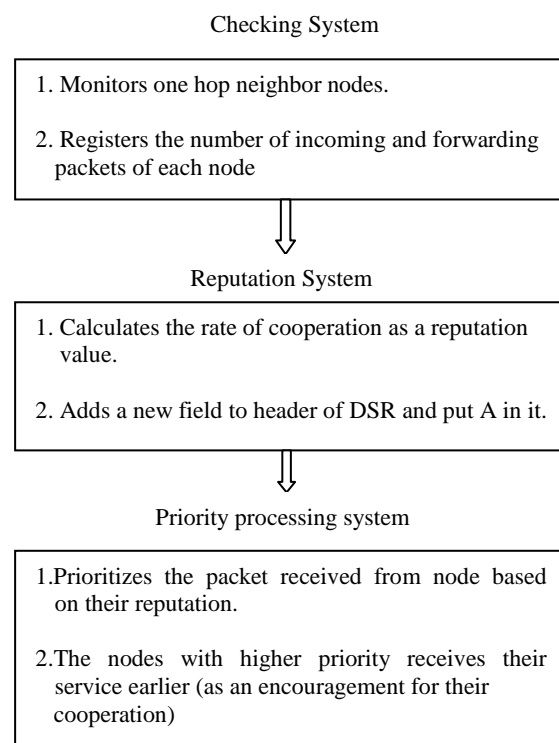 Checking System
1. Monitors one hop neighbor nodes.
2. Registers the number of incoming and forwarding
packets of each node
Reputation System
1. Calculates the rate of cooperation as a reputation
value.
2. Adds a new field to header of DSR and put A in it.
Priority processing system
1.Prioritizes the packet received from node based
on their reputation.
2.The nodes with higher priority receives their
service earlier (as an encouragement for their
cooperation)